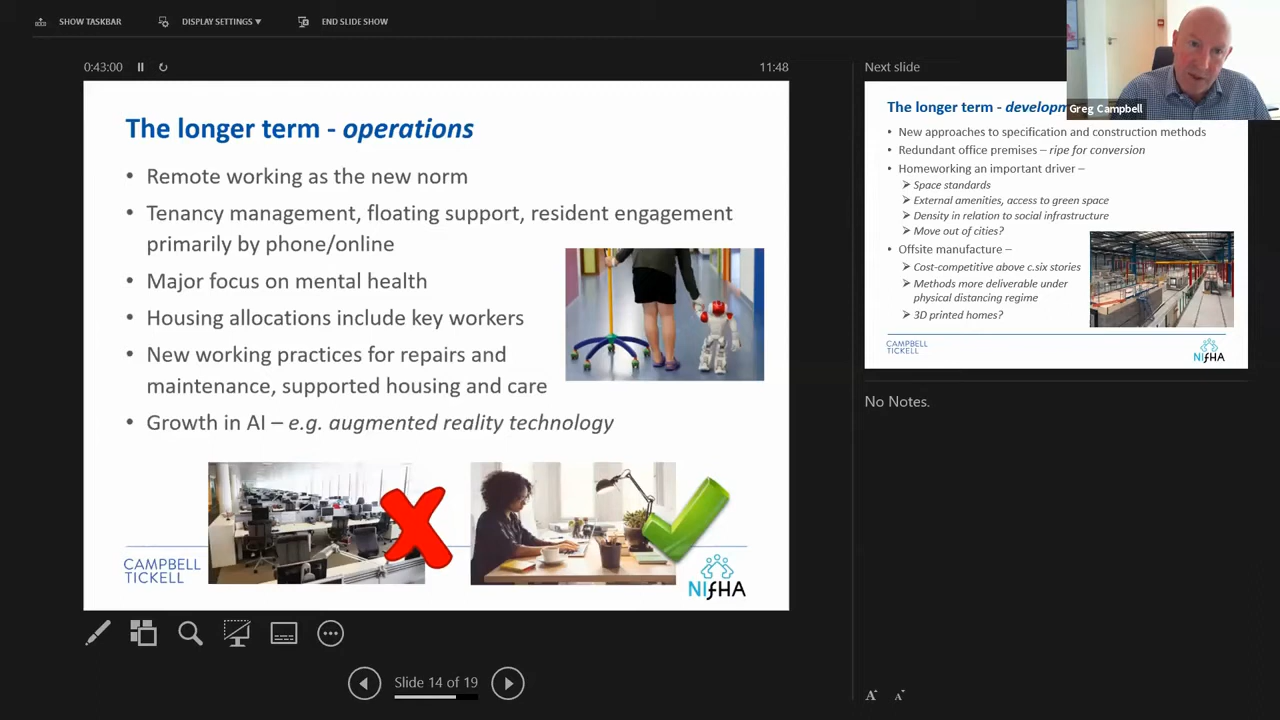 SHOW TASKBAR
DISPLAY SETTINGS ▼
END SLIDE SHOW
0:43:00
11:48
The longer term - operations
• Remote working as the new norm
• Tenancy management, floating support, resident engagement
primarily by phone/online
• Major focus on mental health
• Housing allocations include key workers
• New working practices for repairs and
maintenance, supported housing and care
• Growth in AI – e.g. augmented reality technology
CAMPBELL
TICKELL
NIfHA
Slide 14 of 19
Next slide
Greg Campbell
The longer term - developm
• New approaches to specification and construction methods
• Redundant office premises – ripe for conversion
• Homeworking an important driver –
➢ Space standards
➢ External amenities, access to green space
➢ Density in relation to social infrastructure
➢ Move out of cities?
• Offsite manufacture –
➢ Cost-competitive above c.six stories
➢ Methods more deliverable under
physical distancing regime
➢ 3D printed homes?
CAMPBELL
TICKELL
NIfHA
No Notes.
A A